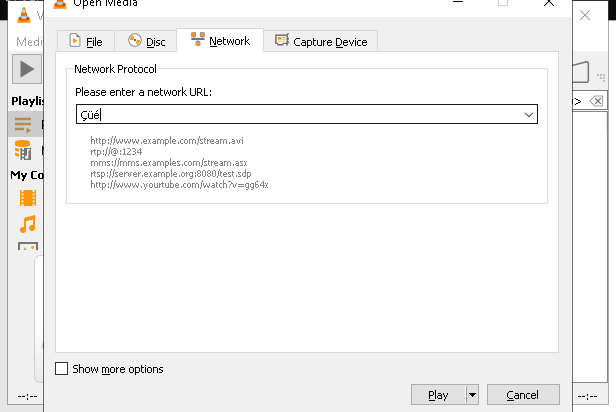 Open Media
Medi
File
Disc
Network
Capture Device
Network Protocol
Please enter a network URL:
Çüé
http://www.example.com/stream.avi
rtp://@:1234
mms://mms.examples.com/stream.asx
rtsp://server.example.org:8080/test.sdp
http://www.yourtube.com/watch?v=gg64x
Playlis
My Co
Show more options
Play
Cancel
--:--
--:--